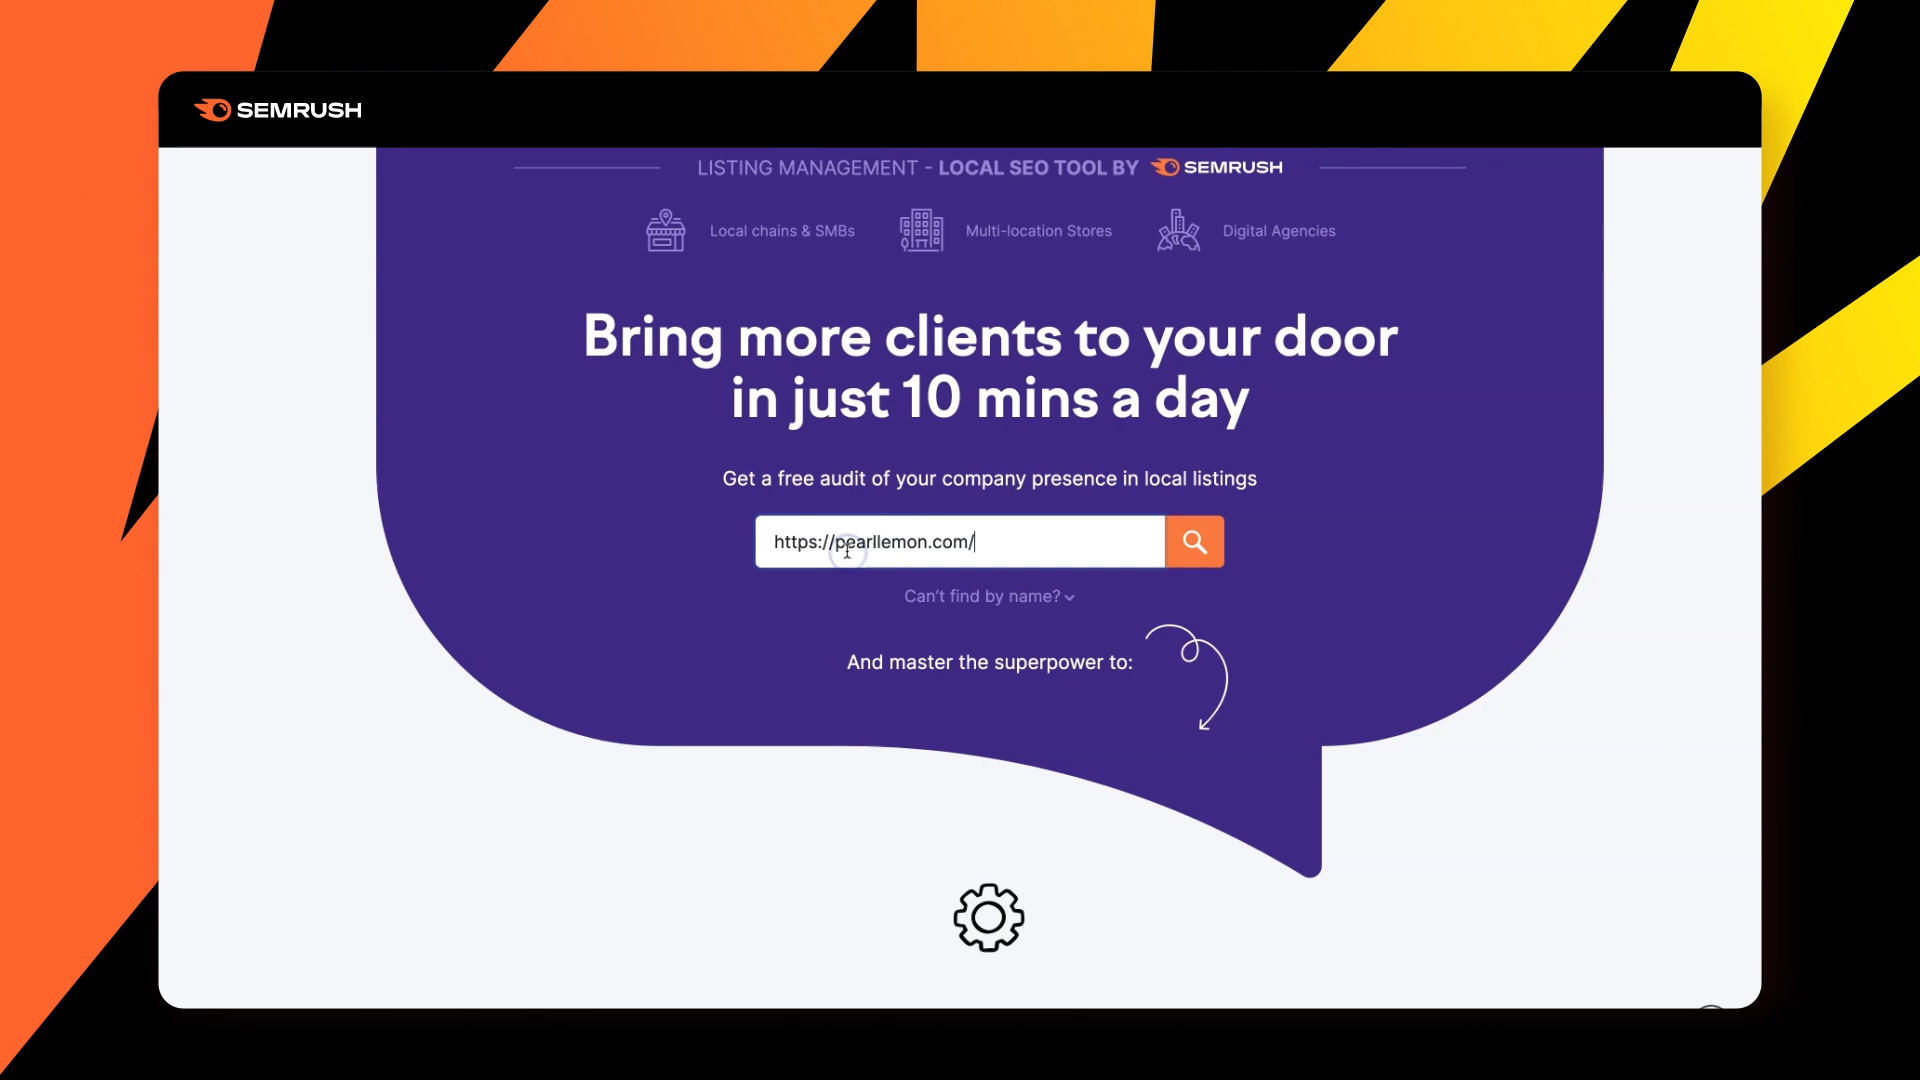 SEMRUSH
LISTING MANAGEMENT - LOCAL SEO TOOL BY SEMRUSH
Local chains & SMBs
Multi-location Stores
Digital Agencies
Bring more clients to your door
in just 10 mins a day
Get a free audit of your company presence in local listings
https://pearllemon.com/
Can't find by name?
And master the superpower to: